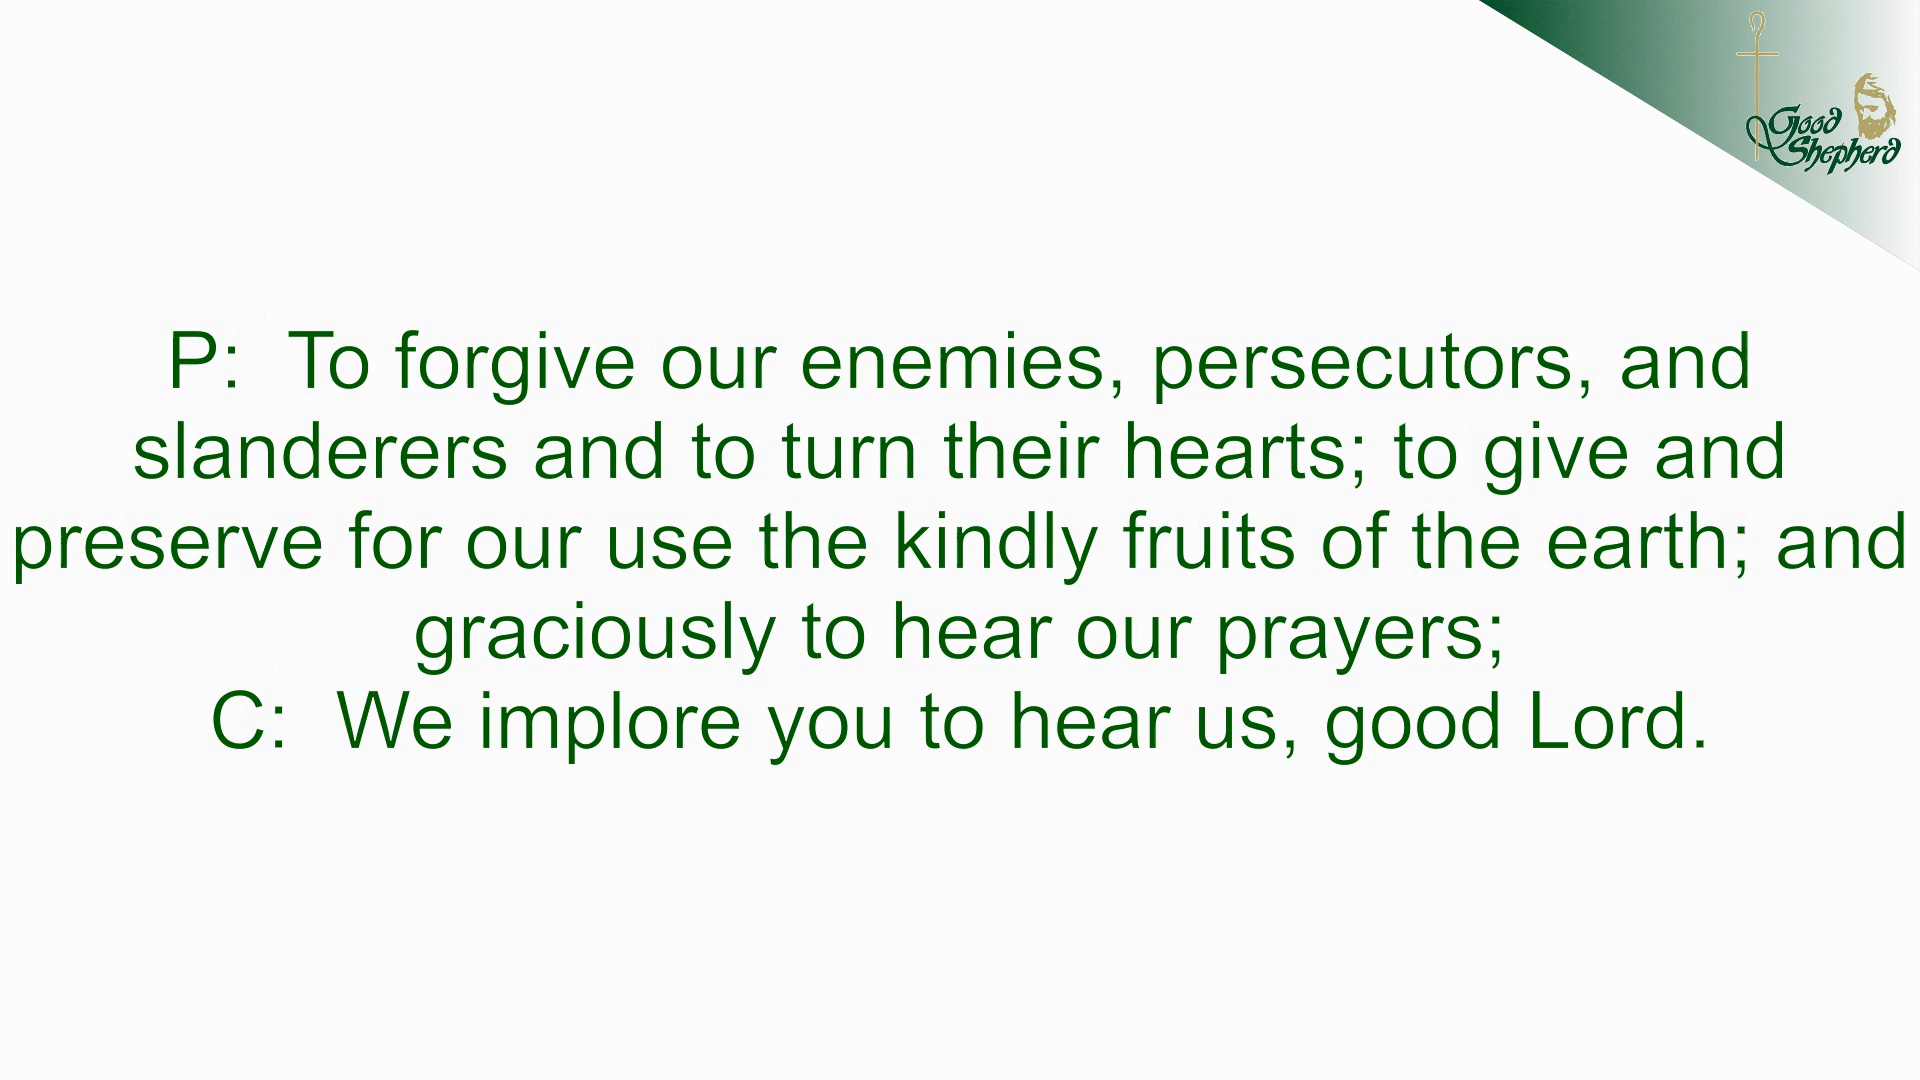 Good
Shepherd
P:  To forgive our enemies, persecutors, and
slanderers and to turn their hearts; to give and
preserve for our use the kindly fruits of the earth; and
graciously to hear our prayers;
C:  We implore you to hear us, good Lord.